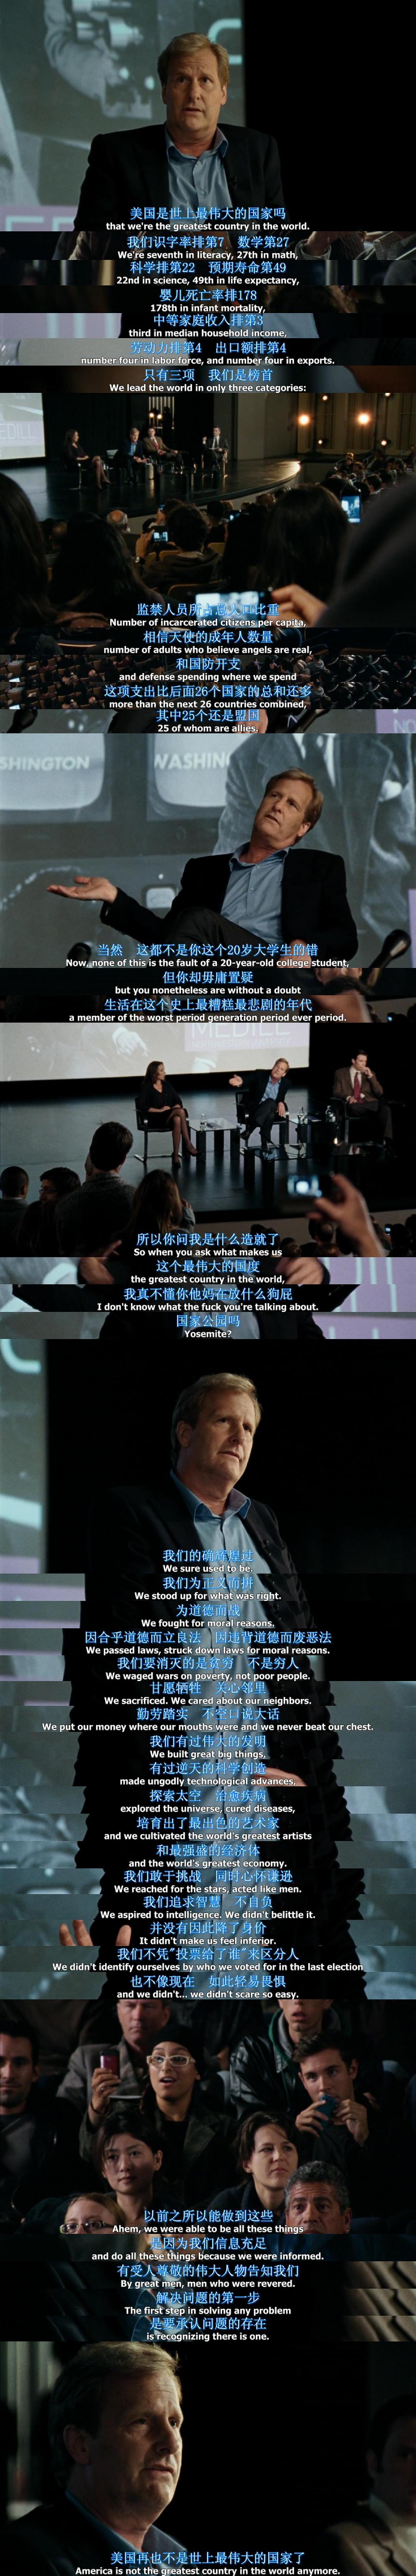 美国是世上最伟大的国家吗
that we're the greatest country in the world.
我们识字率排第7 数学第27
We're seventh in literacy, 27th in math,
科学排第22 预期寿命第49
22nd in science, 49th in life expectancy,
婴儿死亡率排178
178th in infant mortality,
中等家庭收入排第3
third in median household income,
劳动力排第4 出口额排第4
number four in labor force, and number four in exports.
只有三项 我们是榜首
We lead the world in only three categories:
EDILL
监禁人员所占总人口比重
Number of incarcerated citizens per capita,
相信天使的成年人数量
number of adults who believe angels are real,
和国防开支
and defense spending where we spend
这项支出比后面26个国家的总和还多
more than the next 26 countries combined,
其中25个还是盟国
25 of whom are allies.
SHINGTON
WASHIN
当然 这都不是你这个20岁大学生的错
Now, none of this is the fault of a 20-year-old college student,
但你却毋庸置疑
but you nonetheless are without a doubt
生活在这个史上最糟糕最悲剧的年代
a member of the worst period generation period ever period.
MEDILL
所以你问我是什么造就了
So when you ask what makes us
这个最伟大的国度
the greatest country in the world,
我真不懂你他妈在放什么狗屁
I don't know what the fuck you're talking about.
国家公园吗
Yosemite?
我们的确辉煌过
We sure used to be.
我们为正义而拼
We stood up for what was right.
为道德而战
We fought for moral reasons.
因合乎道德而立良法 因违背道德而废恶法
We passed laws, struck down laws for moral reasons.
我们要消灭的是贫穷 不是穷人
We waged wars on poverty, not poor people.
甘愿牺牲 关心邻里
We sacrificed. We cared about our neighbors.
勤劳踏实 不空口说大话
We put our money where our mouths were and we never beat our chest.
我们有过伟大的发明
We built great big things,
有过逆天的科学创造
made ungodly technological advances,
探索太空 治愈疾病
explored the universe, cured diseases,
培育出了最出色的艺术家
and we cultivated the world's greatest artists
和最强盛的经济体
and the world's greatest economy.
我们敢于挑战 同时心怀谦逊
We reached for the stars, acted like men.
我们追求智慧 不自负
We aspired to intelligence. We didn't belittle it.
并没有因此降了身价
It didn't make us feel inferior.
我们不凭"投票给了谁"来区分人
We didn't identify ourselves by who we voted for in the last election
也不像现在 如此轻易畏惧
and we didn't... we didn't scare so easy.
以前之所以能做到这些
Ahem, we were able to be all these things
是因为我们信息充足
and do all these things because we were informed.
有受人尊敬的伟大人物告知我们
By great men, men who were revered.
解决问题的第一步
The first step in solving any problem
是要承认问题的存在
is recognizing there is one.
美国再也不是世上最伟大的国家了
America is not the greatest country in the world anymore.